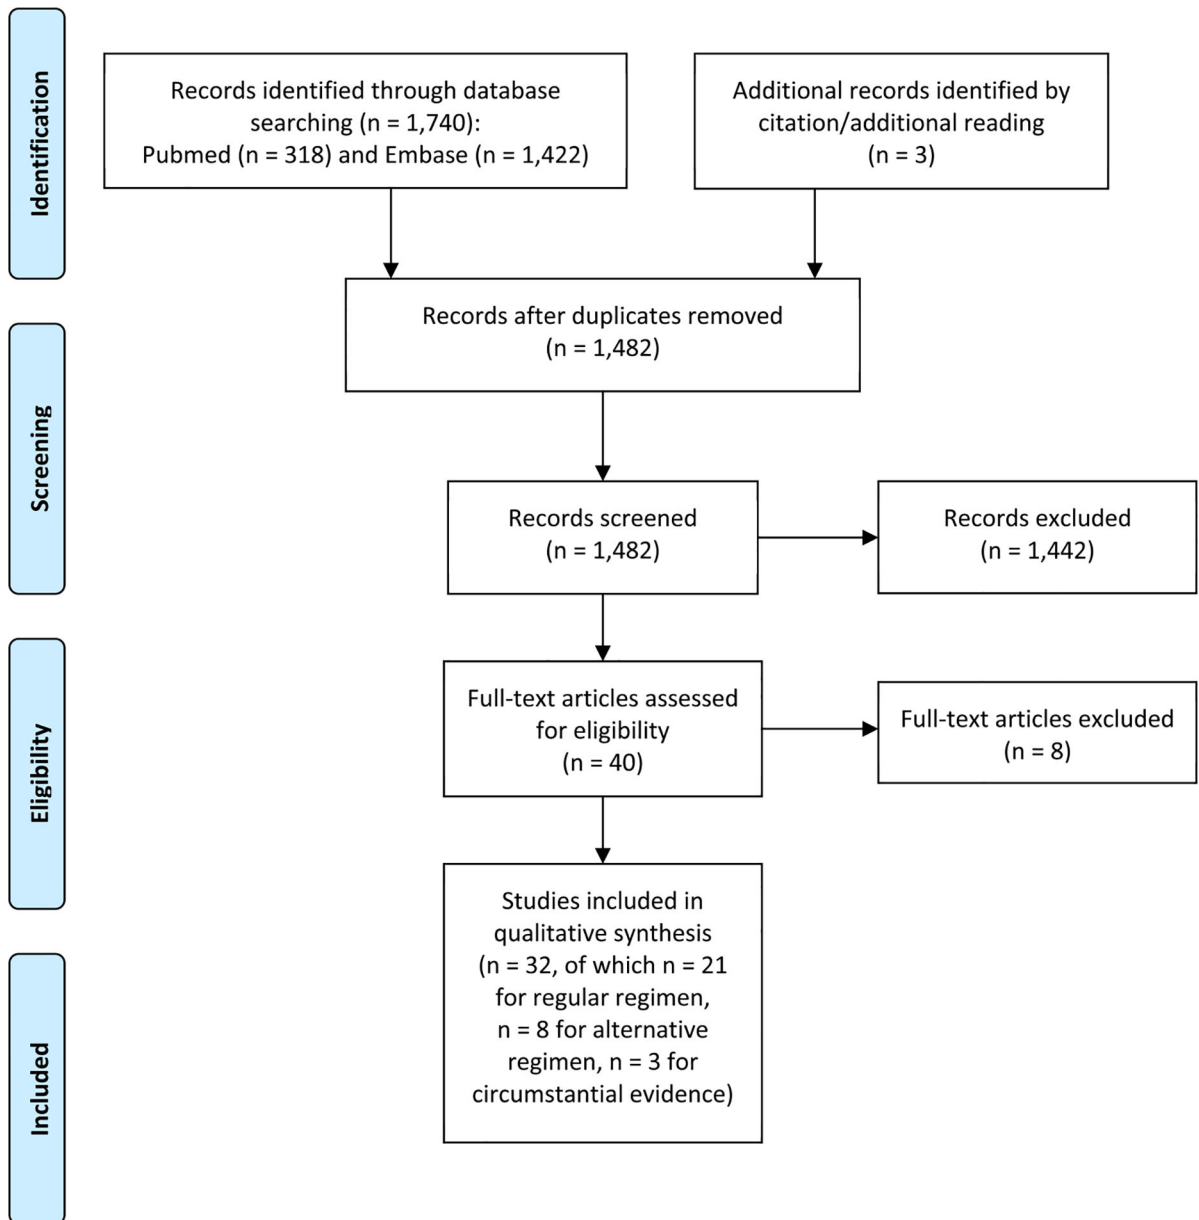 Identification
Records identified through database
searching (n = 1,740):
Pubmed (n = 318) and Embase (n = 1,422)
Additional records identified by
citation/additional reading
(n = 3)
Records after duplicates removed
(n = 1,482)
Screening
Records screened
(n = 1,482)
Records excluded
(n = 1,442)
Eligibility
Full-text articles assessed
for eligibility
(n = 40)
Full-text articles excluded
(n = 8)
Included
Studies included in
qualitative synthesis
(n = 32, of which n = 21
for regular regimen,
n = 8 for alternative
regimen, n = 3 for
circumstantial evidence)